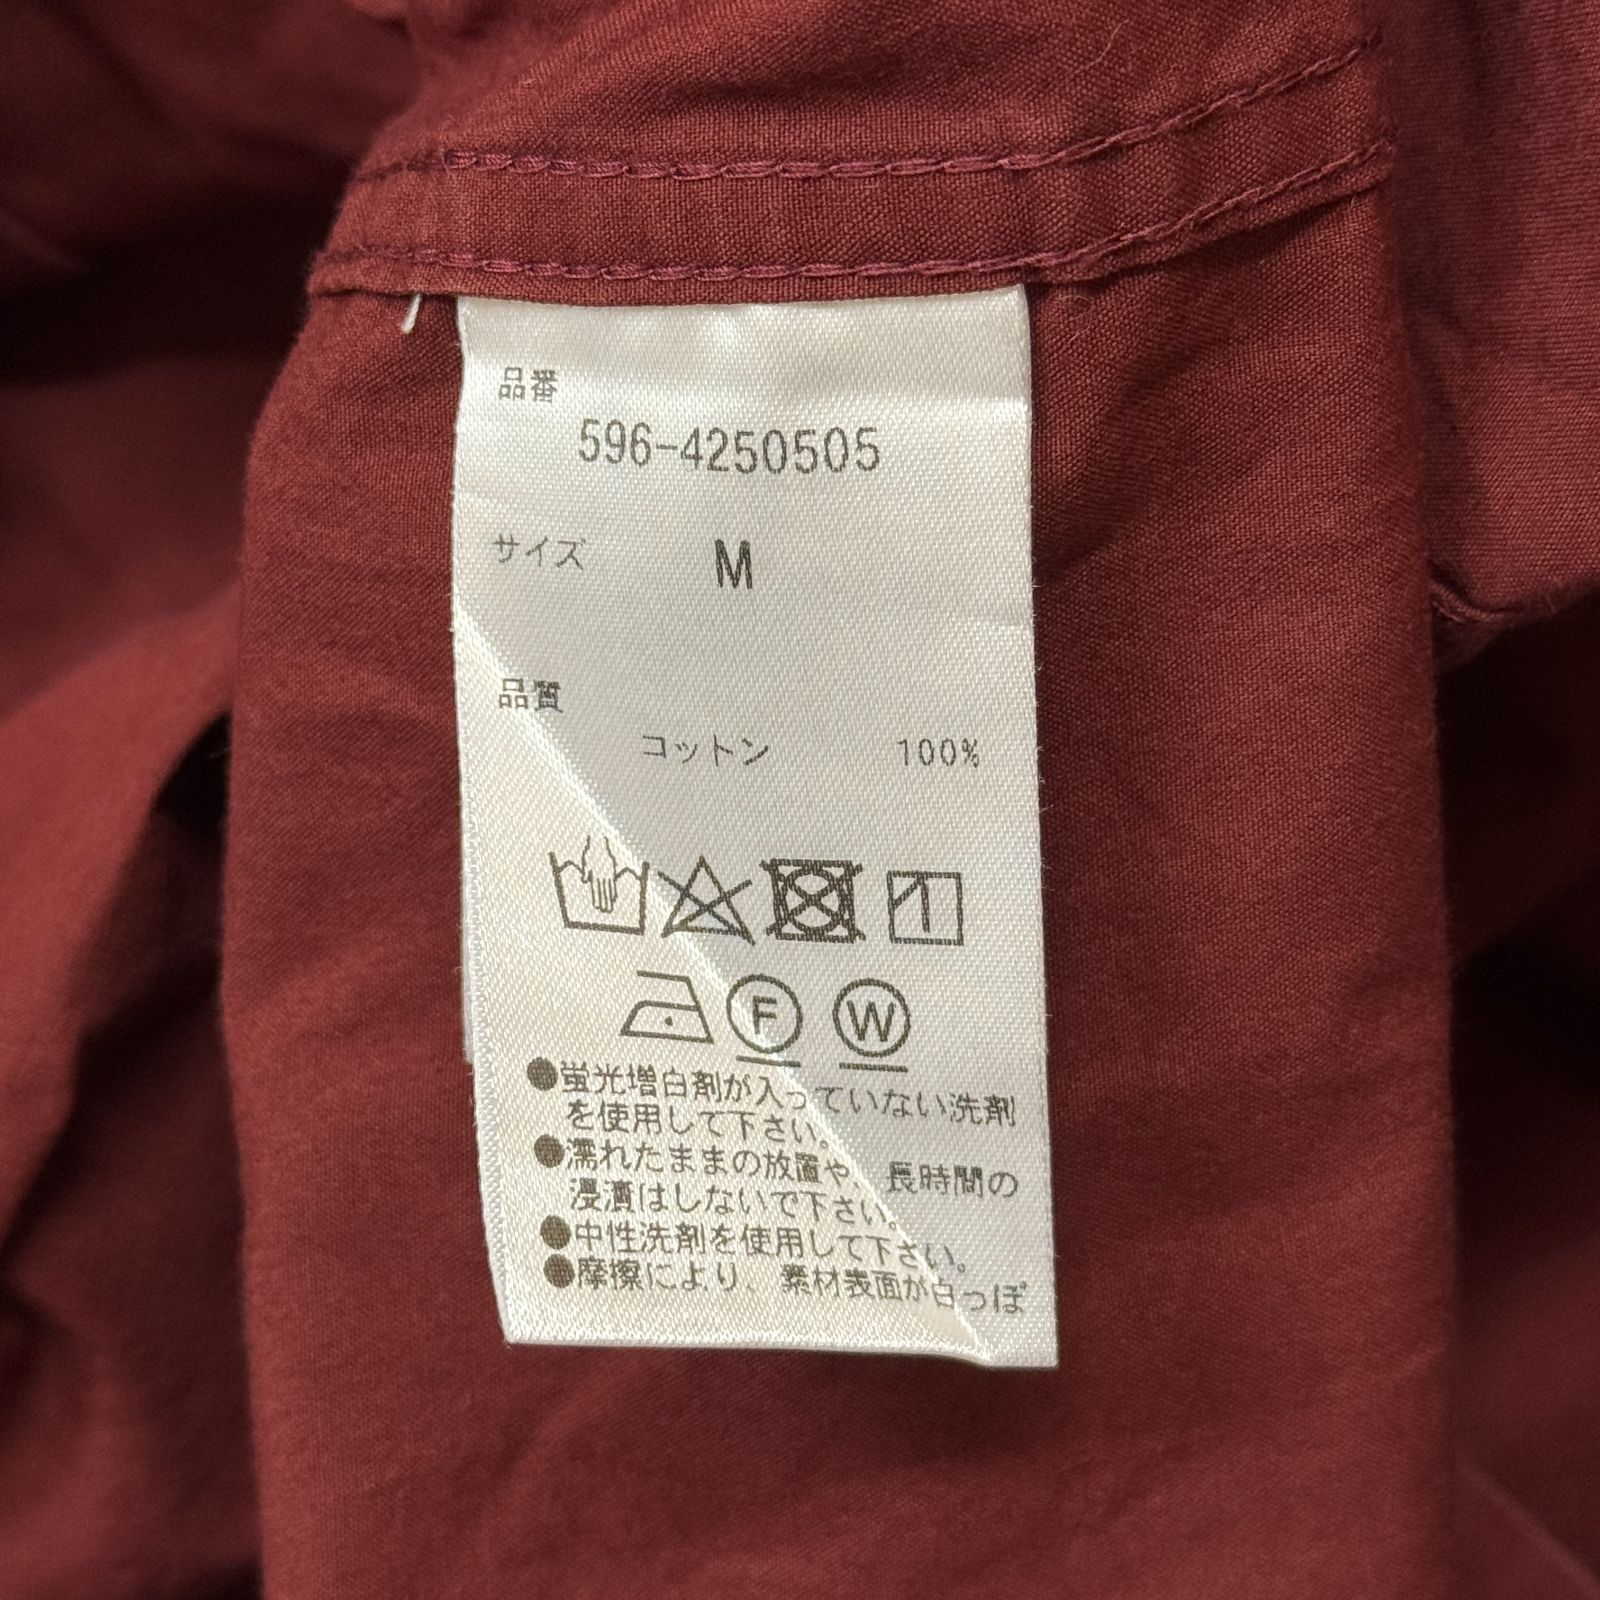 品番
596-4250505
サイズ M
品質
コットン 100%
F W
●蛍光増白剤が入っていない洗剤
を使用して下さい。
●濡れたままの放置や、長時間の
浸漬はしないで下さい。
●中性洗剤を使用して下さい。
●摩擦により、素材表面が白っぽ